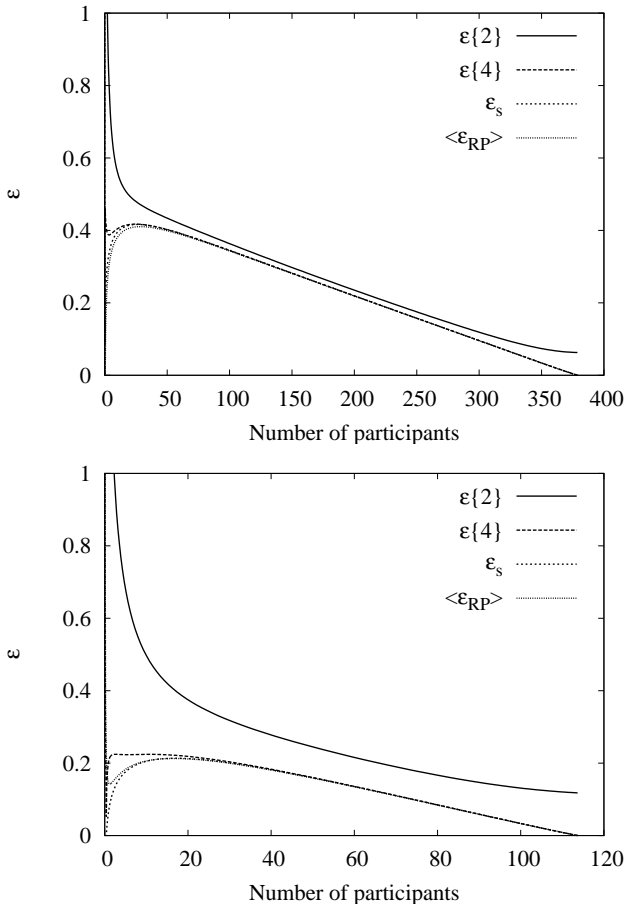 1
0.8
0.6
0.4
0.2
0
ε
ε{2}
ε{4}
εs
<εRP>
0 50 100 150 200 250 300 350 400
Number of participants
1
0.8
0.6
0.4
0.2
0
ε
ε{2}
ε{4}
εs
<εRP>
0 20 40 60 80 100 120
Number of participants